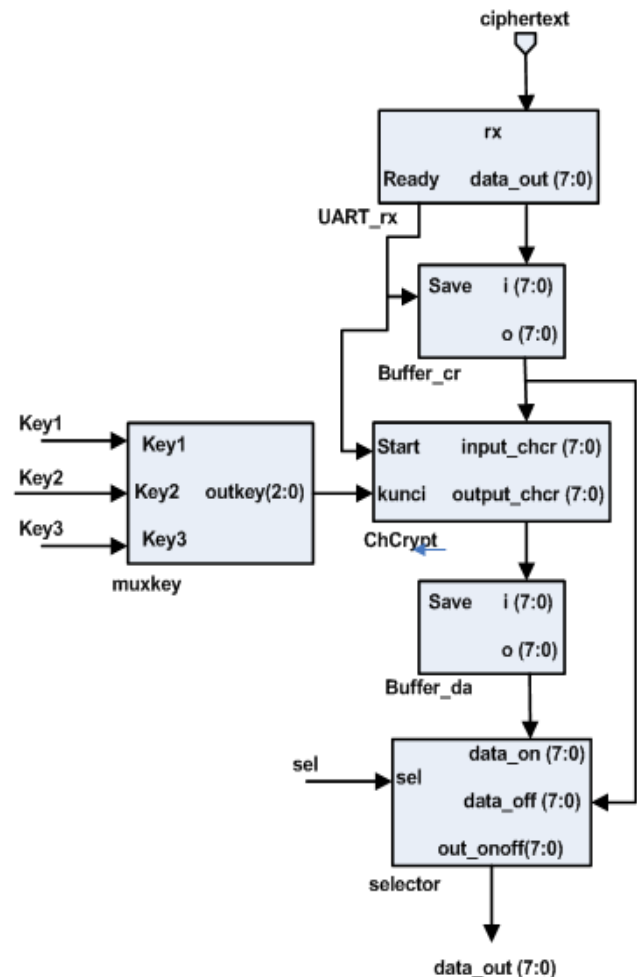 ciphertext
rx
Ready data_out (7:0)
UART_rx
Save i (7:0)
o (7:0)
Buffer_cr
Key1
Key1
Key2
Key2 outkey(2:0)
Key3
Key3
muxkey
Start input_chcr (7:0)
kunci output_chcr (7:0)
ChCrypt
Save i (7:0)
o (7:0)
Buffer_da
sel
data_on (7:0)
sel
data_off (7:0)
out_onoff(7:0)
selector
data_out (7:0)